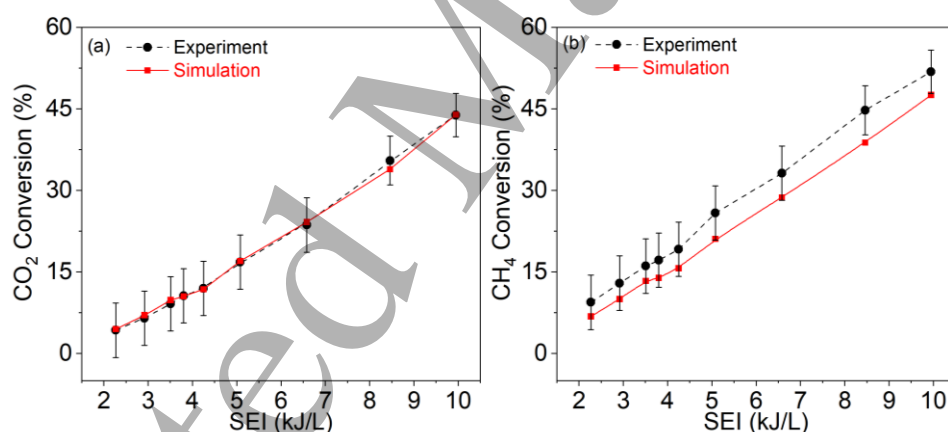 60
45
30
15
0
CO₂ Conversion (%)
(a)
Experiment
Simulation
2 3 4 5 6 7 8 9 10
SEI (kJ/L)
60
45
30
15
0
CH₄ Conversion (%)
(b)
Experiment
Simulation
2 3 4 5 6 7 8 9 10
SEI (kJ/L)
ted Ma